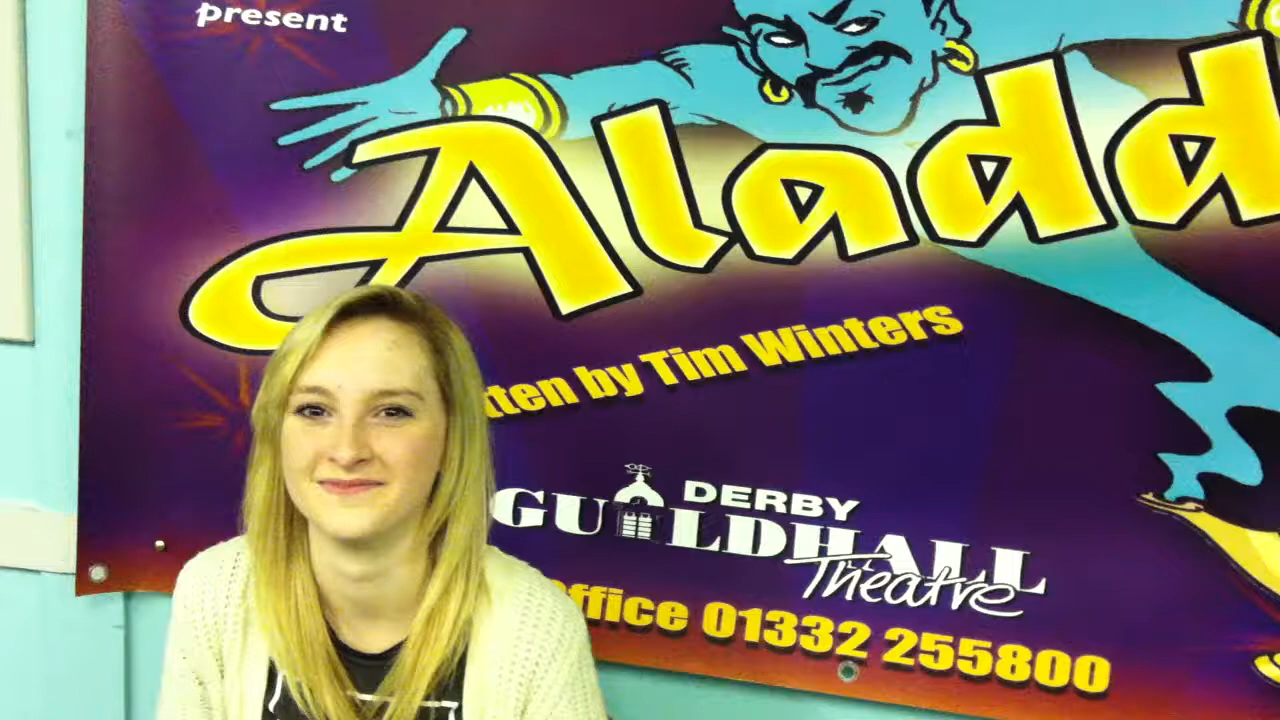 present
Aladd
tten by Tim Winters
DERBY
GUILDHALL
Theatre
ffice 01332 255800